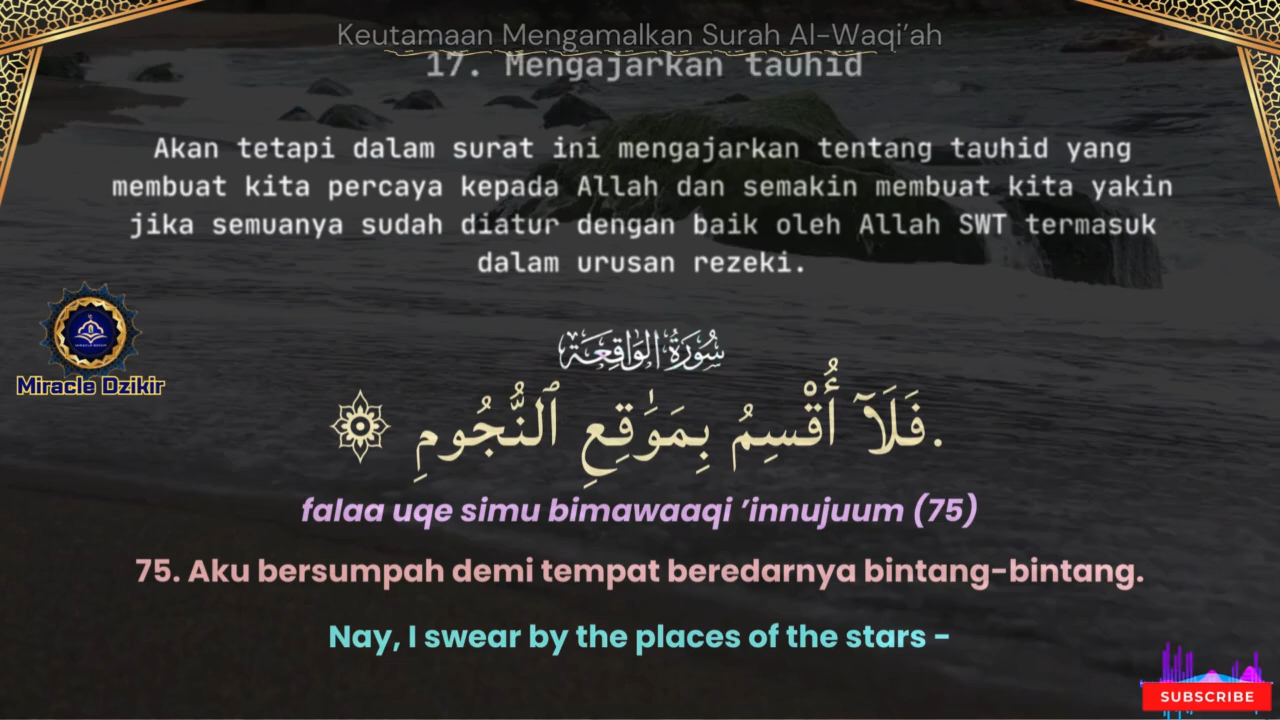 Keutamaan Mengamalkan Surah Al-Waqi’ah
17. Mengajarkan tauhid
Akan tetapi dalam surat ini mengajarkan tentang tauhid yang
membuat kita percaya kepada Allah dan semakin membuat kita yakin
jika semuanya sudah diatur dengan baik oleh Allah SWT termasuk
dalam urusan rezeki.
Miracle Dzikir
سُورَةُ الوَاقِعَة
.فَلَآ أُقْسِمُ بِمَوَٰقِعِ ٱلنُّجُومِ ۞
falaa uqe simu bimawaaqi ’innujuum (75)
75. Aku bersumpah demi tempat beredarnya bintang-bintang.
Nay, I swear by the places of the stars -
SUBSCRIBE